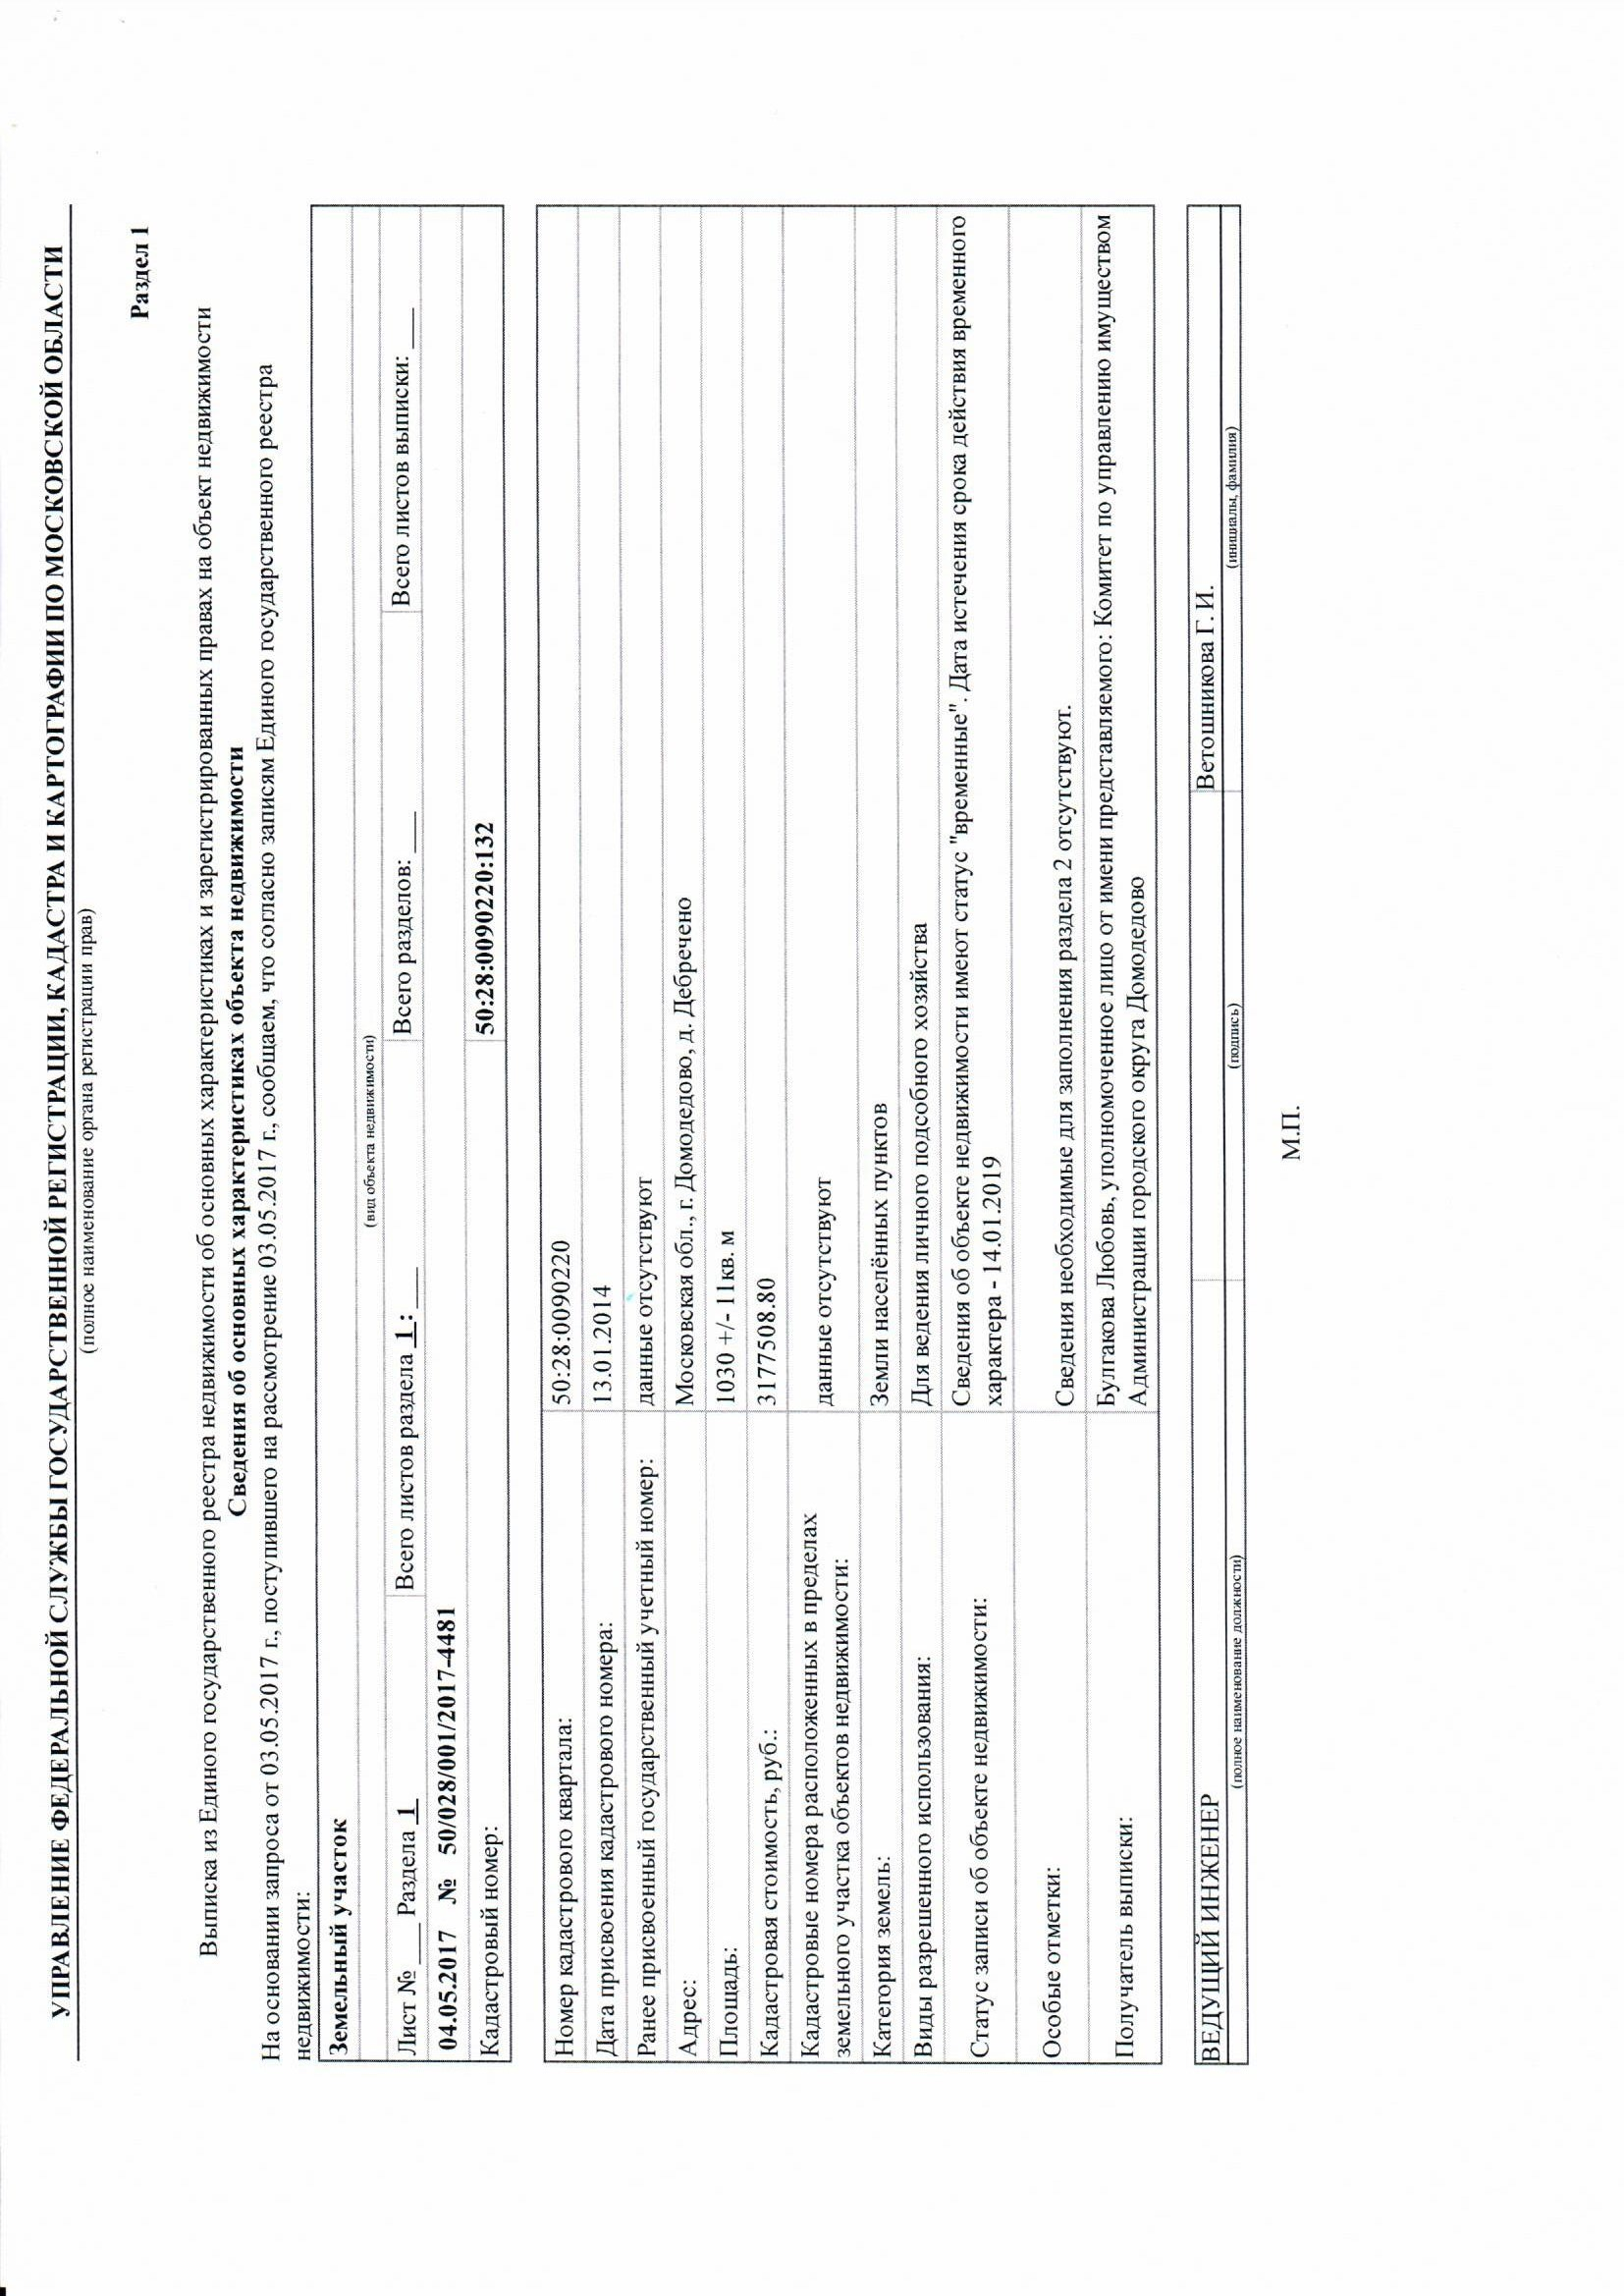 УПРАВЛЕНИЕ ФЕДЕРАЛЬНОЙ СЛУЖБЫ ГОСУДАРСТВЕННОЙ РЕГИСТРАЦИИ, КАДАСТРА И КАРТОГРАФИИ ПО МОСКОВСКОЙ ОБЛАСТИ
(полное наименование органа регистрации прав)
Раздел 1
Выписка из Единого государственного реестра недвижимости об основных характеристиках и зарегистрированных правах на объект недвижимости
Сведения об основных характеристиках объекта недвижимости
На основании запроса от 03.05.2017 г., поступившего на рассмотрение 03.05.2017 г., сообщаем, что согласно записям Единого государственного реестра
недвижимости:
Земельный участок
(вид объекта недвижимости)
Лист № ___ Раздела 1 Всего листов раздела 1 : ___ Всего разделов: ___ Всего листов выписки: ___
04.05.2017 № 50/028/001/2017-4481
Кадастровый номер: 50:28:0090220:132
Номер кадастрового квартала: 50:28:0090220
Дата присвоения кадастрового номера: 13.01.2014
Ранее присвоенный государственный учетный номер: данные отсутствуют
Адрес: Московская обл., г. Домодедово, д. Дебречено
Площадь: 1030 +/- 11кв. м
Кадастровая стоимость, руб.: 3177508.80
Кадастровые номера расположенных в пределах
земельного участка объектов недвижимости: данные отсутствуют
Категория земель: Земли населённых пунктов
Виды разрешенного использования: Для ведения личного подсобного хозяйства
Статус записи об объекте недвижимости: Сведения об объекте недвижимости имеют статус "временные". Дата истечения срока действия временного
характера - 14.01.2019
Особые отметки: Сведения необходимые для заполнения раздела 2 отсутствуют.
Получатель выписки: Булгакова Любовь, уполномоченное лицо от имени представляемого: Комитет по управлению имуществом
Администрации городского округа Домодедово
ВЕДУЩИЙ ИНЖЕНЕР Ветошникова Г. И.
(полное наименование должности) (подпись) (инициалы, фамилия)
М.П.